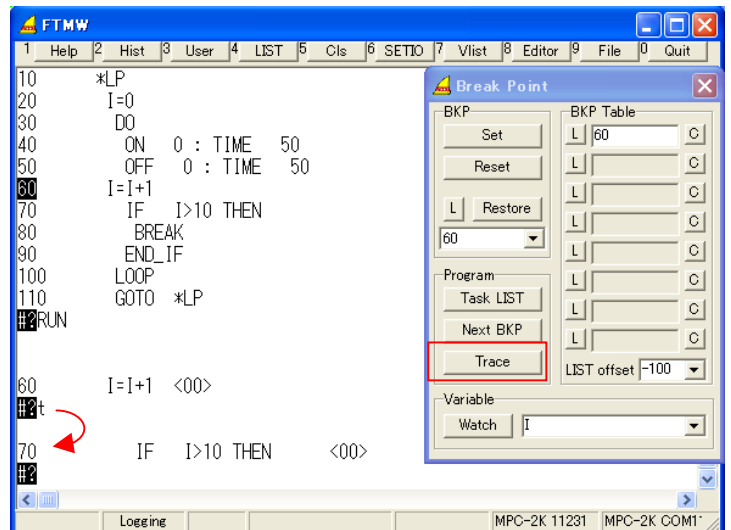 FTMW
1 Help 2 Hist 3 User 4 LIST 5 Cls 6 SETIO 7 Vlist 8 Editor 9 File 0 Quit
10 *LP
20 I=0
30 DO
40 ON 0 : TIME 50
50 OFF 0 : TIME 50
60 I=I+1
70 IF I>10 THEN
80 BREAK
90 END_IF
100 LOOP
110 GOTO *LP
#?RUN
60 I=I+1 <00>
#?t
70 IF I>10 THEN <00>
#?
Break Point
BKP
Set
Reset
L Restore
60
BKP Table
L 60 C
L C
L C
L C
L C
L C
L C
L C
LIST offset -100
Program
Task LIST
Next BKP
Trace
Variable
Watch I
Logging MPC-2K 11231 MPC-2K COM1